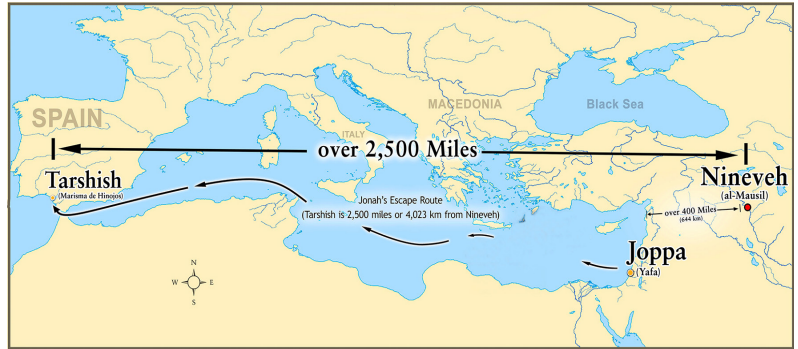 Black Sea
MACEDONIA
SPAIN
ITALY
over 2,500 Miles
Tarshish
(Marisma de Hinojos)
Nineveh
(al-Mausil)
Jonah's Escape Route
(Tarshish is 2,500 miles or 4,023 km from Nineveh)
over 400 Miles
(644 km)
Joppa
(Yafa)
N
W E
S